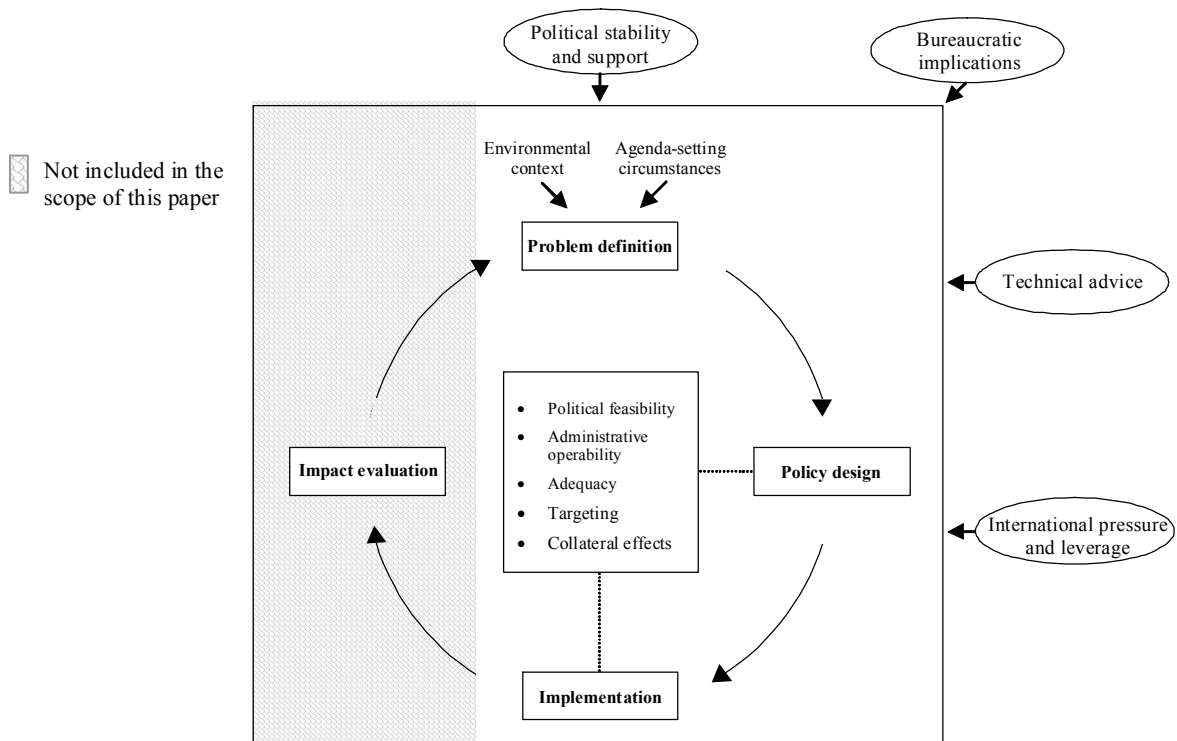 Political stability
and support
Bureaucratic
implications
Not included in the
scope of this paper
Environmental
context
Agenda-setting
circumstances
Problem definition
Technical advice
• Political feasibility
• Administrative
operability
• Adequacy
• Targeting
• Collateral effects
Impact evaluation
Policy design
International pressure
and leverage
Implementation